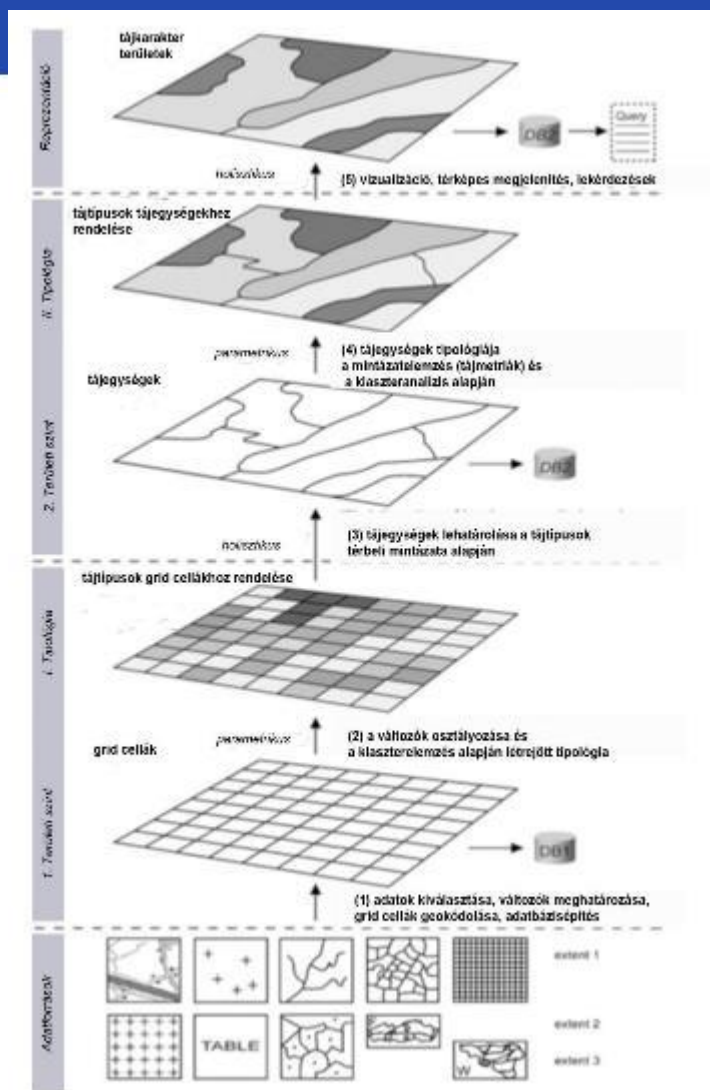 Reprezentáció
tájkarakter
területek
DB2
Query
holisztikus
(5) vizualizáció, térképes megjelenítés, lekérdezések
II. Tipológia
tájtípusok tájegységekhez
rendelése
parametrikus
(4) tájegységek tipológiája
a mintázatelemzés (tájmetriák) és
a klaszteranalízis alapján
2. Területi szint
tájegységek
DB2
holisztikus
(3) tájegységek lehatárolása a tájtípusok
térbeli mintázata alapján
I. Tipológia
tájtípusok grid cellákhoz rendelése
parametrikus
(2) a változók osztályozása és
a klaszterelemzés alapján létrejött tipológia
1. Területi szint
grid cellák
DB1
(1) adatok kiválasztása, változók meghatározása,
grid cellák geokódolása, adatbázisépítés
Adatforrások
extent 1
TABLE
extent 2
extent 3
W